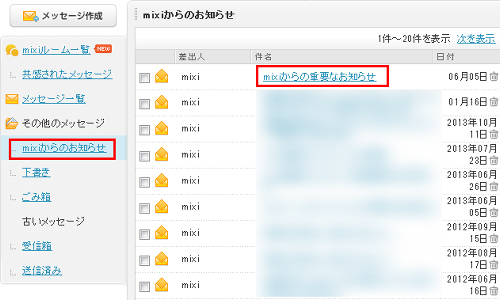 メッセージ作成
mixiルーム一覧 NEW
共感されたメッセージ
メッセージ一覧
その他のメッセージ
mixiからのお知らせ
下書き
ごみ箱
古いメッセージ
受信箱
送信済み
mixiからのお知らせ
1件～20件を表示 次を表示
差出人 件名 日付
mixi mixiからの重要なお知らせ 06月05日
mixi 01月16日
mixi 2013年10月
11日
mixi 2013年07月
23日
mixi 2013年06月
26日
mixi 2013年06月
05日
mixi 2012年09月
15日
mixi 2012年08月
17日
mixi 2012年06月
16日